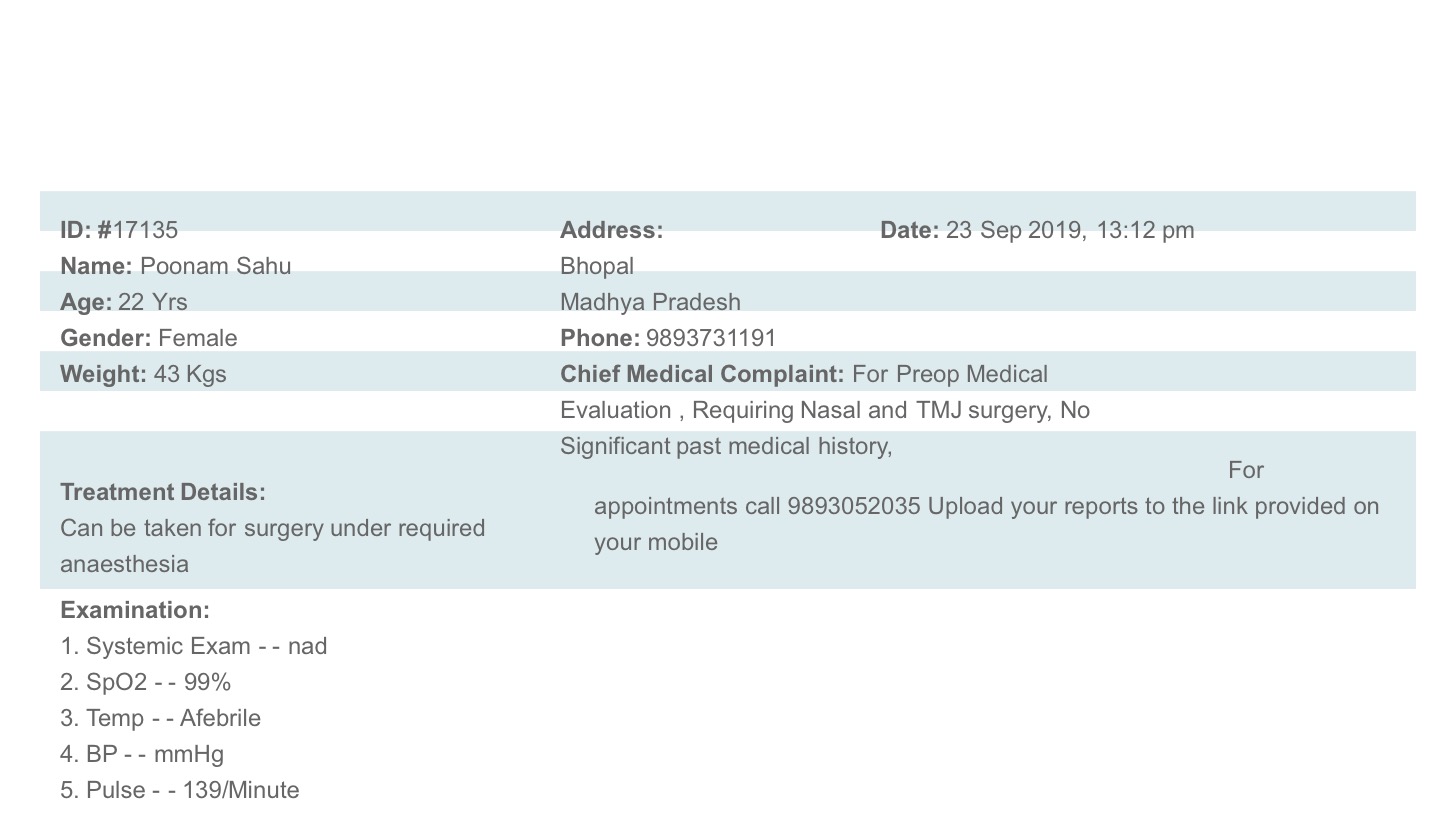 ID: #17135
Name: Poonam Sahu
Age: 22 Yrs
Gender: Female
Weight: 43 Kgs
Address:
Bhopal
Madhya Pradesh
Phone: 9893731191
Chief Medical Complaint: For Preop Medical
Evaluation , Requiring Nasal and TMJ surgery, No
Significant past medical history,
Date: 23 Sep 2019, 13:12 pm
Treatment Details:
Can be taken for surgery under required
anaesthesia
For
appointments call 9893052035 Upload your reports to the link provided on
your mobile
Examination:
1. Systemic Exam - - nad
2. SpO2 - - 99%
3. Temp - - Afebrile
4. BP - - mmHg
5. Pulse - - 139/Minute